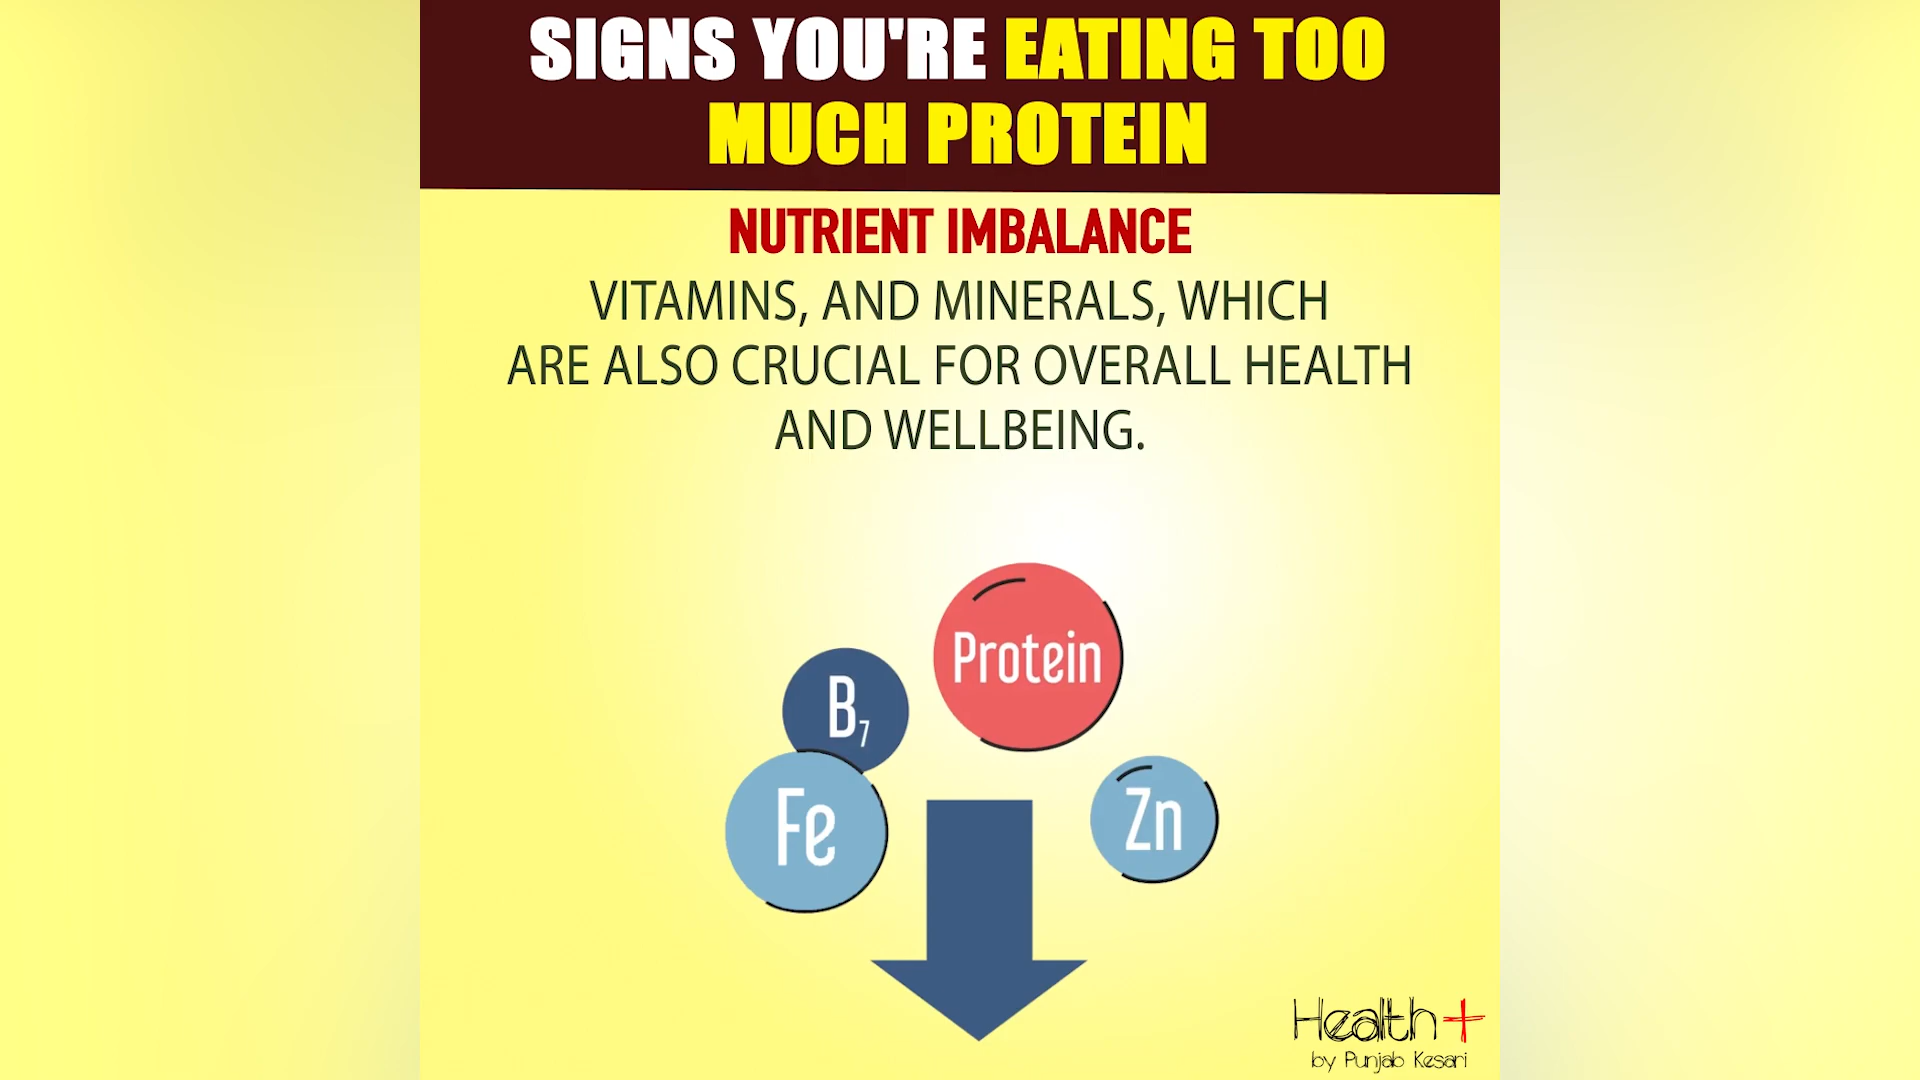 SIGNS YOU'RE EATING TOO
MUCH PROTEIN
NUTRIENT IMBALANCE
VITAMINS, AND MINERALS, WHICH
ARE ALSO CRUCIAL FOR OVERALL HEALTH
AND WELLBEING.
Protein
B₇
Fe
Zn
Health+
by Punjab Kesari